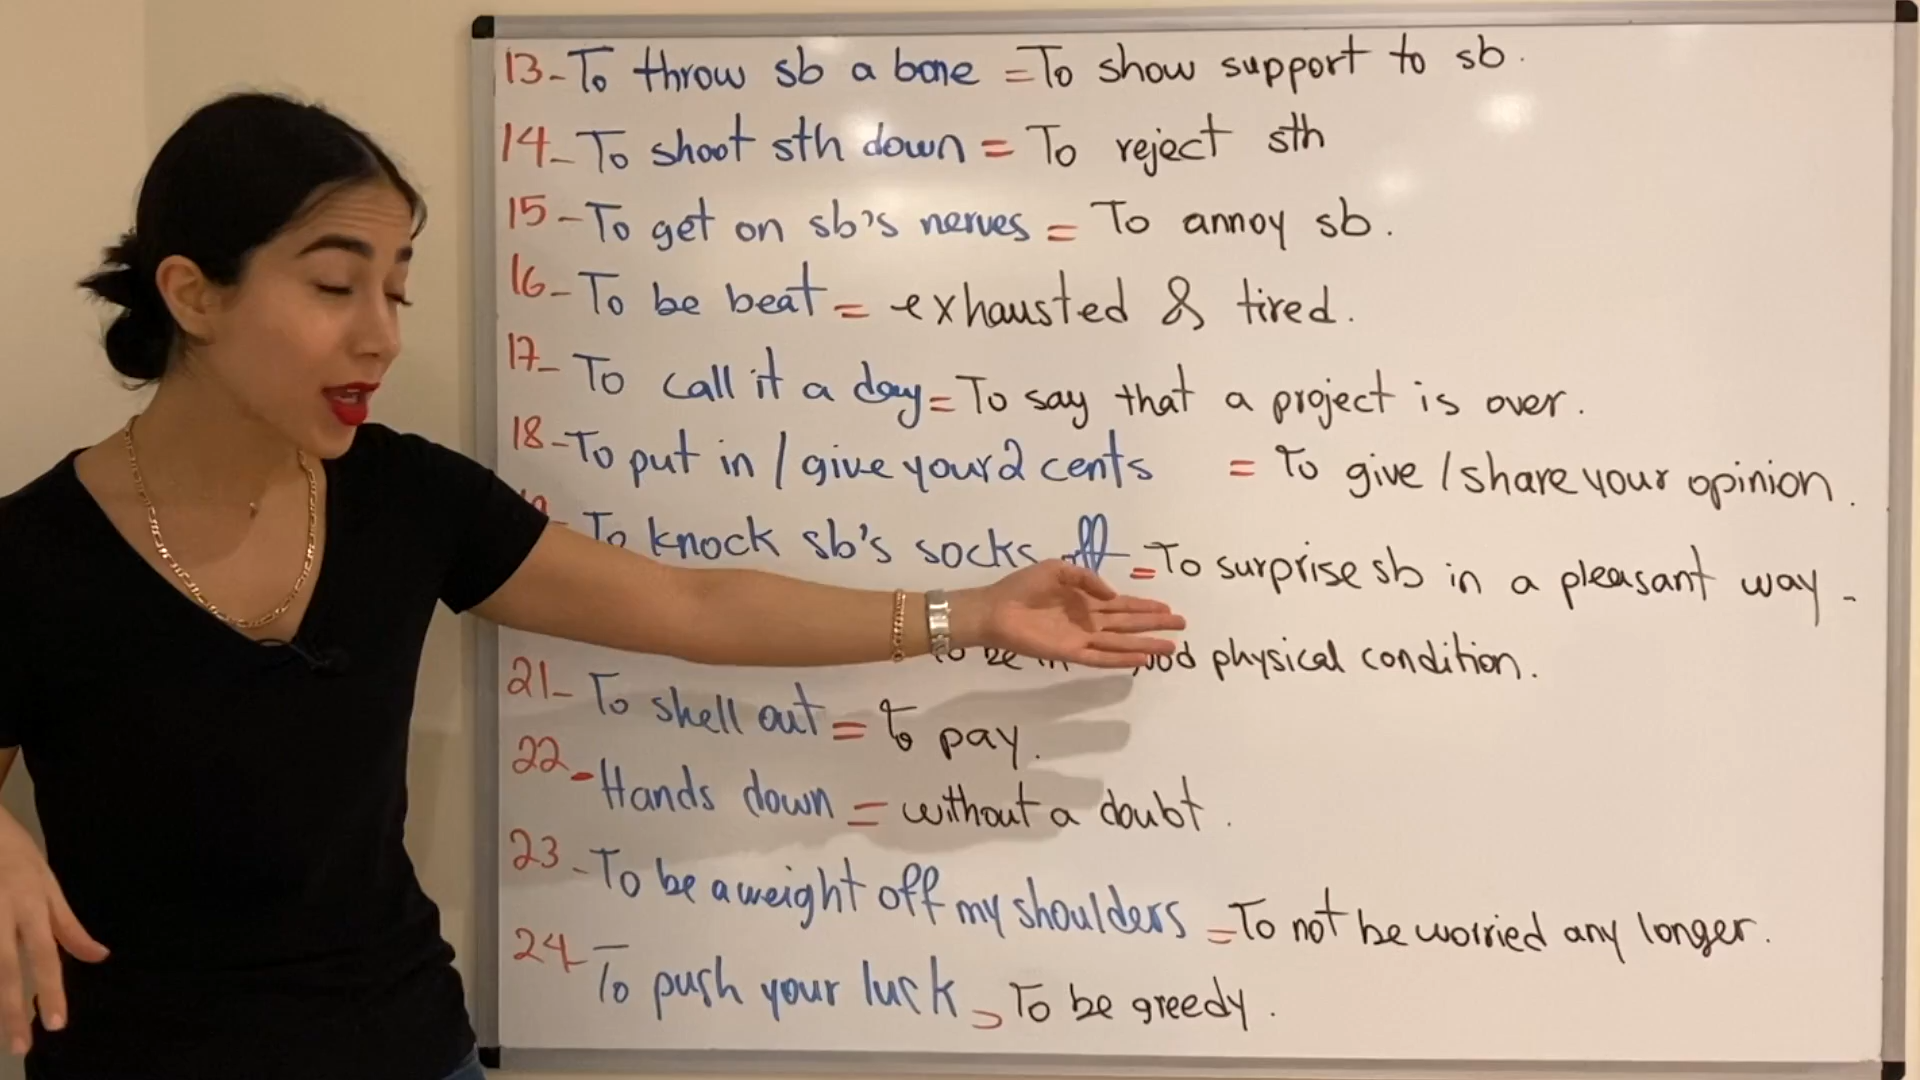 13-To throw sb a bone = To show support to sb.
14-To shoot sth down = To reject sth
15-To get on sb's nerves = To annoy sb.
16-To be beat = exhausted & tired.
17-To call it a day = To say that a project is over.
18-To put in / give your 2 cents = To give / share your opinion.
To knock sb's socks off = To surprise sb in a pleasant way.
physical condition.
21-To shell out = to pay.
22-Hands down = without a doubt.
23-To be a weight off my shoulders = To not be worried any longer.
24-To push your luck = To be greedy.